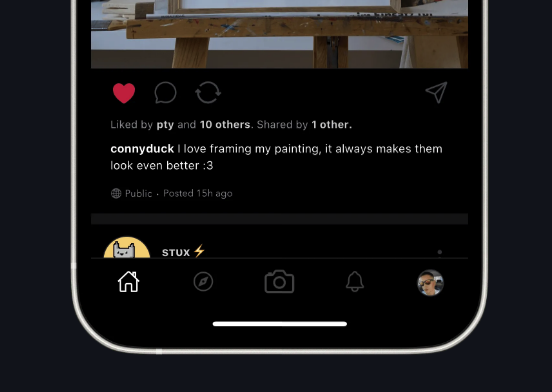 Liked by pty and 10 others. Shared by 1 other.
connyduck I love framing my painting, it always makes them
look even better :3
Public · Posted 15h ago
STUX ⚡